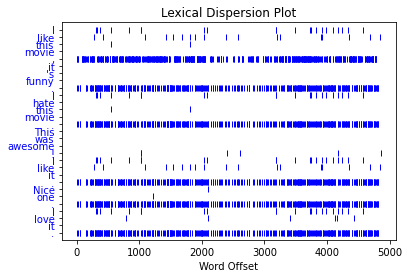 Lexical Dispersion Plot
I
like
this
movie
,
it
's
funny
.
I
hate
this
movie
.
This
was
awesome
!
I
like
it
.
Nice
one
.
I
love
it
.
0 1000 2000 3000 4000 5000
Word Offset